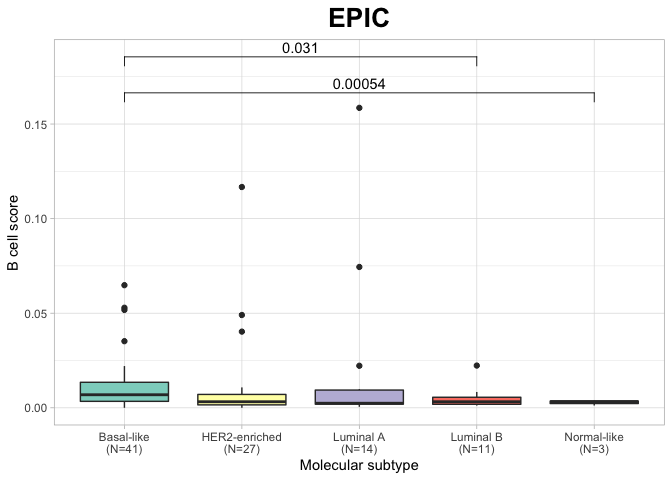 EPIC
0.031
0.00054
0.15
0.10
0.05
0.00
B cell score
Basal-like
(N=41)
HER2-enriched
(N=27)
Luminal A
(N=14)
Luminal B
(N=11)
Normal-like
(N=3)
Molecular subtype